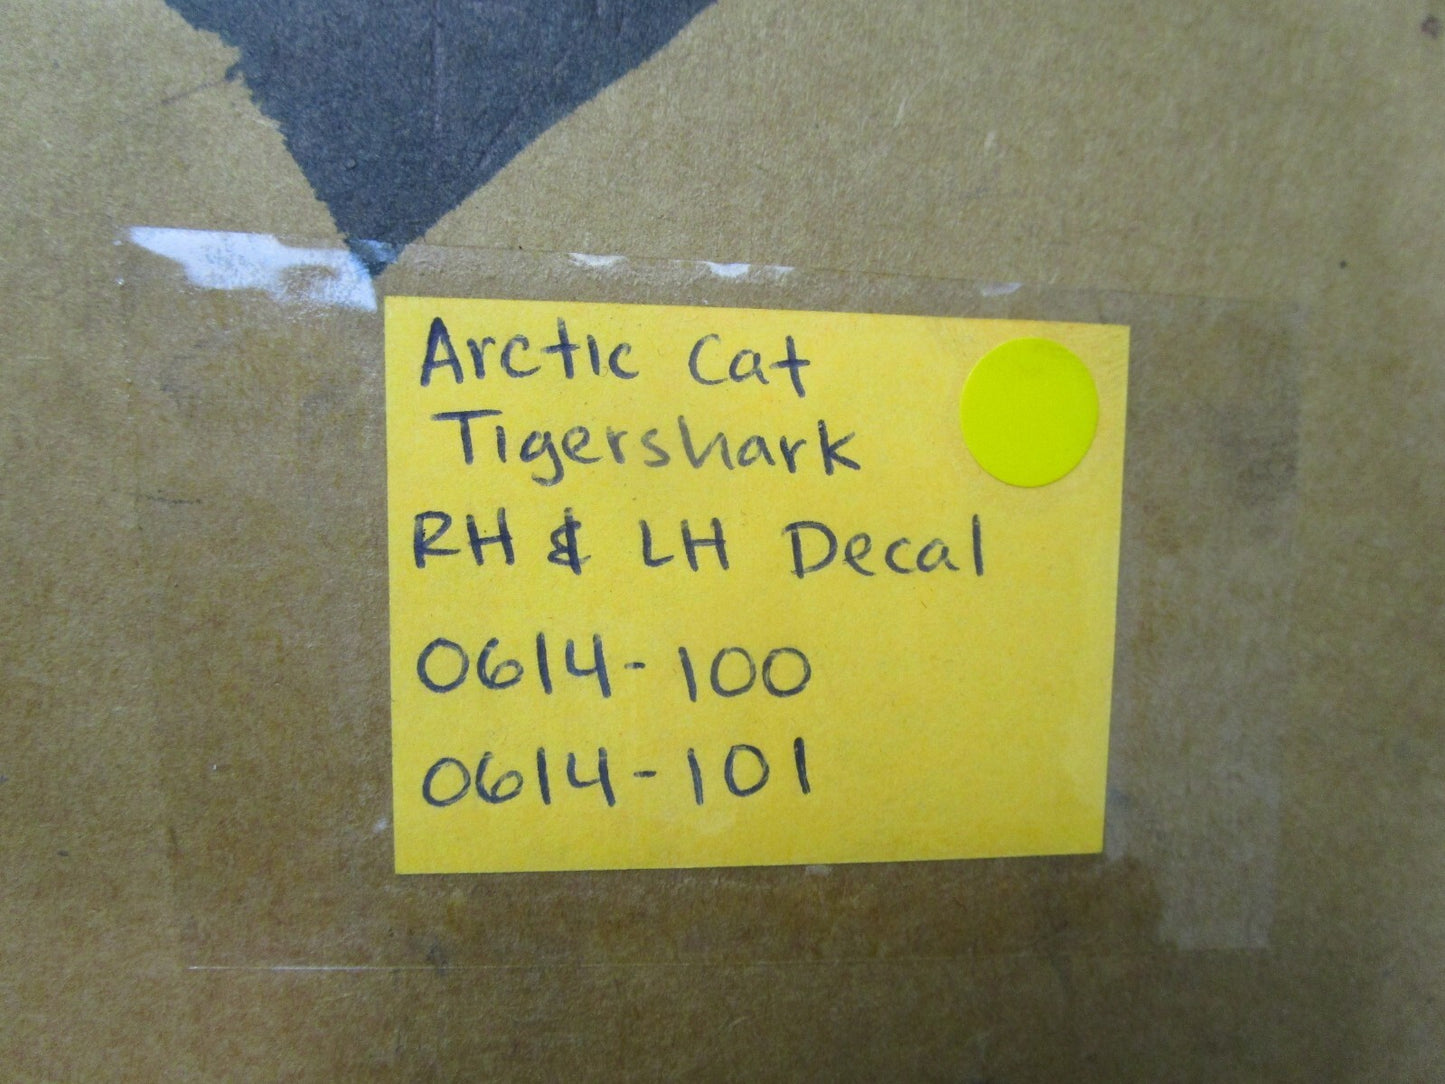 Arctic Cat
Tigershark
RH & LH Decal
0614-100
0614-101